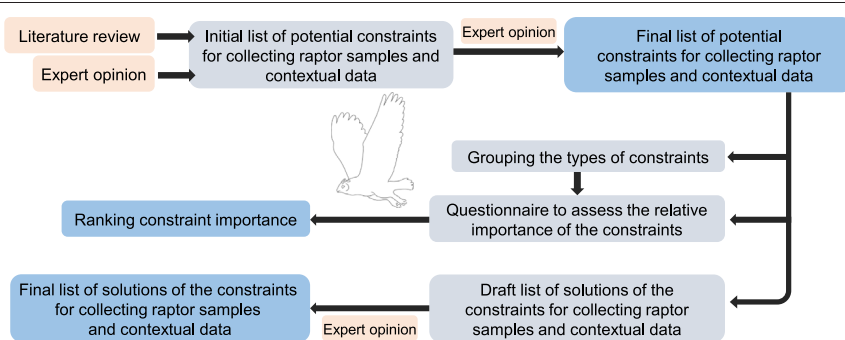 Literature review
Expert opinion
Initial list of potential constraints
for collecting raptor samples and
contextual data
Expert opinion
Final list of potential
constraints for collecting raptor
samples and contextual data
Grouping the types of constraints
Questionnaire to assess the relative
importance of the constraints
Ranking constraint importance
Draft list of solutions of the
constraints for collecting raptor
samples and contextual data
Expert opinion
Final list of solutions of the constraints
for collecting raptor samples
and contextual data